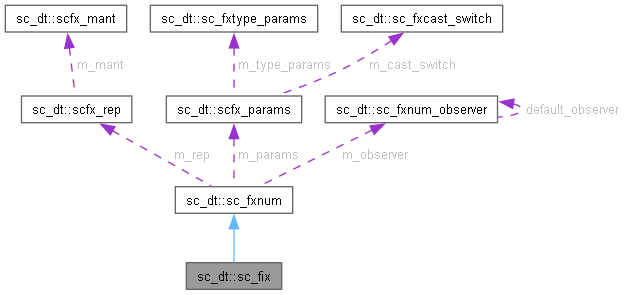 sc_dt::scfx_mant
sc_dt::sc_fxtype_params
sc_dt::sc_fxcast_switch
m_mant
m_type_params
m_cast_switch
sc_dt::scfx_rep
sc_dt::scfx_params
sc_dt::sc_fxnum_observer
default_observer
m_rep
m_params
m_observer
sc_dt::sc_fxnum
sc_dt::sc_fix